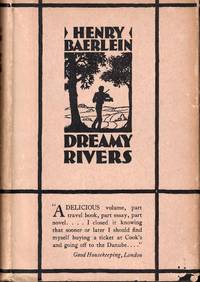 HENRY
BAERLEIN
DREAMY
RIVERS
"A DELICIOUS volume, part
travel book, part essay, part
novel.... I closed it knowing
that sooner or later I should find
myself buying a ticket at Cook's
and going off to the Danube...."
Good Housekeeping, London